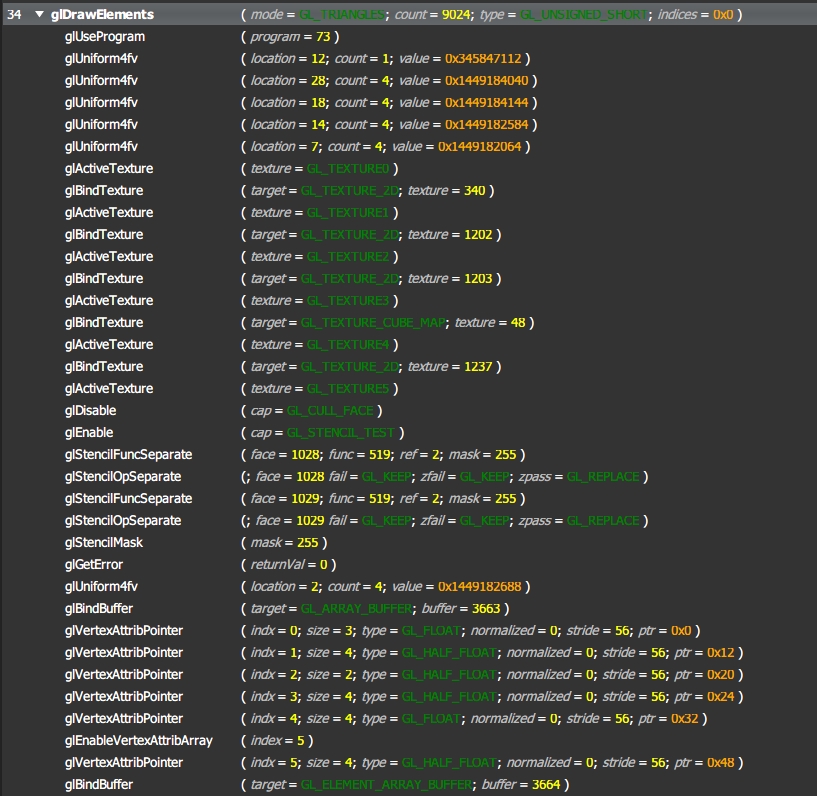 34 ▼ glDrawElements ( mode = GL_TRIANGLES; count = 9024; type = GL_UNSIGNED_SHORT; indices = 0x0 )
glUseProgram ( program = 73 )
glUniform4fv ( location = 12; count = 1; value = 0x345847112 )
glUniform4fv ( location = 28; count = 4; value = 0x1449184040 )
glUniform4fv ( location = 18; count = 4; value = 0x1449184144 )
glUniform4fv ( location = 14; count = 4; value = 0x1449182584 )
glUniform4fv ( location = 7; count = 4; value = 0x1449182064 )
glActiveTexture ( texture = GL_TEXTURE0 )
glBindTexture ( target = GL_TEXTURE_2D; texture = 340 )
glActiveTexture ( texture = GL_TEXTURE1 )
glBindTexture ( target = GL_TEXTURE_2D; texture = 1202 )
glActiveTexture ( texture = GL_TEXTURE2 )
glBindTexture ( target = GL_TEXTURE_2D; texture = 1203 )
glActiveTexture ( texture = GL_TEXTURE3 )
glBindTexture ( target = GL_TEXTURE_CUBE_MAP; texture = 48 )
glActiveTexture ( texture = GL_TEXTURE4 )
glBindTexture ( target = GL_TEXTURE_2D; texture = 1237 )
glActiveTexture ( texture = GL_TEXTURE5 )
glDisable ( cap = GL_CULL_FACE )
glEnable ( cap = GL_STENCIL_TEST )
glStencilFuncSeparate ( face = 1028; func = 519; ref = 2; mask = 255 )
glStencilOpSeparate (; face = 1028 fail = GL_KEEP; zfail = GL_KEEP; zpass = GL_REPLACE )
glStencilFuncSeparate ( face = 1029; func = 519; ref = 2; mask = 255 )
glStencilOpSeparate (; face = 1029 fail = GL_KEEP; zfail = GL_KEEP; zpass = GL_REPLACE )
glStencilMask ( mask = 255 )
glGetError ( returnVal = 0 )
glUniform4fv ( location = 2; count = 4; value = 0x1449182688 )
glBindBuffer ( target = GL_ARRAY_BUFFER; buffer = 3663 )
glVertexAttribPointer ( indx = 0; size = 3; type = GL_FLOAT; normalized = 0; stride = 56; ptr = 0x0 )
glVertexAttribPointer ( indx = 1; size = 4; type = GL_HALF_FLOAT; normalized = 0; stride = 56; ptr = 0x12 )
glVertexAttribPointer ( indx = 2; size = 2; type = GL_HALF_FLOAT; normalized = 0; stride = 56; ptr = 0x20 )
glVertexAttribPointer ( indx = 3; size = 4; type = GL_HALF_FLOAT; normalized = 0; stride = 56; ptr = 0x24 )
glVertexAttribPointer ( indx = 4; size = 4; type = GL_FLOAT; normalized = 0; stride = 56; ptr = 0x32 )
glEnableVertexAttribArray ( index = 5 )
glVertexAttribPointer ( indx = 5; size = 4; type = GL_HALF_FLOAT; normalized = 0; stride = 56; ptr = 0x48 )
glBindBuffer ( target = GL_ELEMENT_ARRAY_BUFFER; buffer = 3664 )